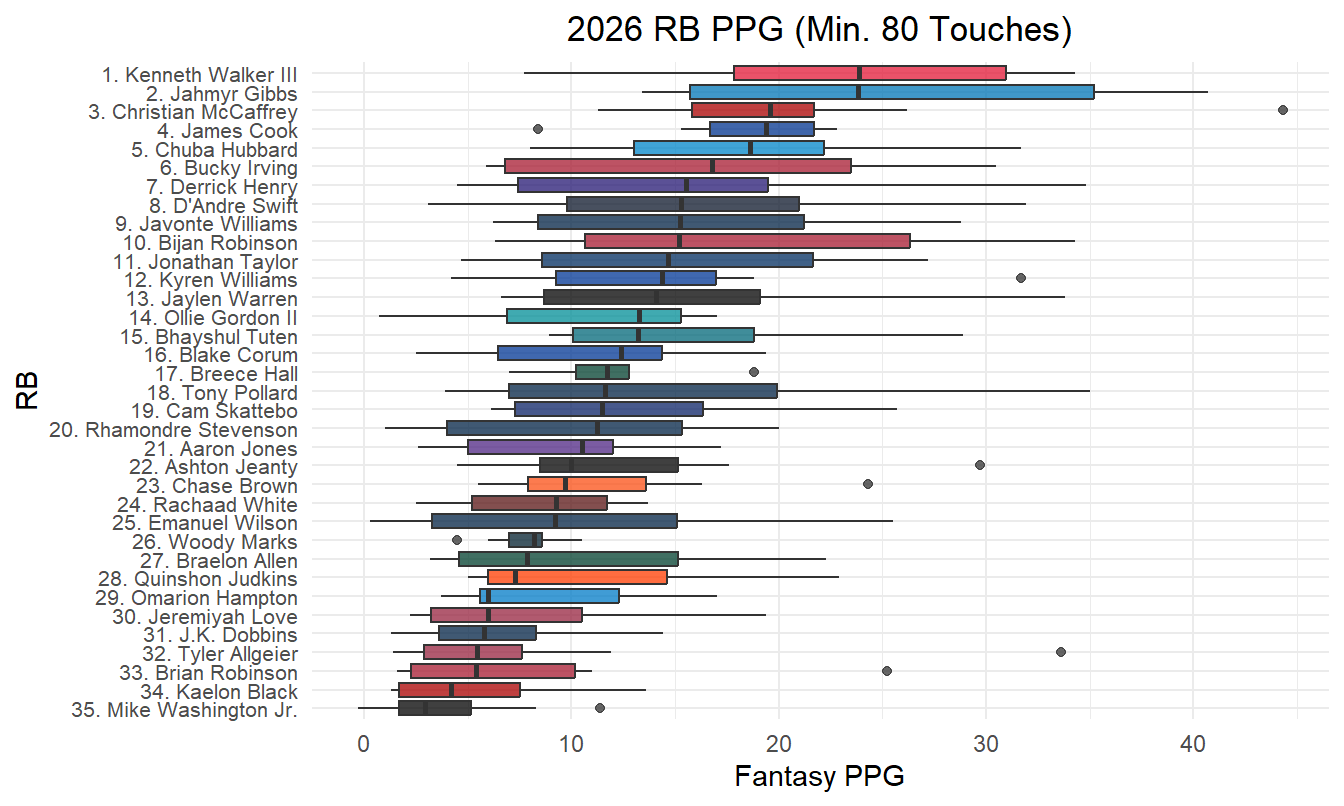 2026 RB PPG (Min. 80 Touches)
1. Kenneth Walker III
2. Jahmyr Gibbs
3. Christian McCaffrey
4. James Cook
5. Chuba Hubbard
6. Bucky Irving
7. Derrick Henry
8. D'Andre Swift
9. Javonte Williams
10. Bijan Robinson
11. Jonathan Taylor
12. Kyren Williams
13. Jaylen Warren
14. Ollie Gordon II
15. Bhayshul Tuten
16. Blake Corum
17. Breece Hall
18. Tony Pollard
19. Cam Skattebo
20. Rhamondre Stevenson
21. Aaron Jones
22. Ashton Jeanty
23. Chase Brown
24. Rachaad White
25. Emanuel Wilson
26. Woody Marks
27. Braelon Allen
28. Quinshon Judkins
29. Omarion Hampton
30. Jeremiyah Love
31. J.K. Dobbins
32. Tyler Allgeier
33. Brian Robinson
34. Kaelon Black
35. Mike Washington Jr.
RB
0 10 20 30 40
Fantasy PPG